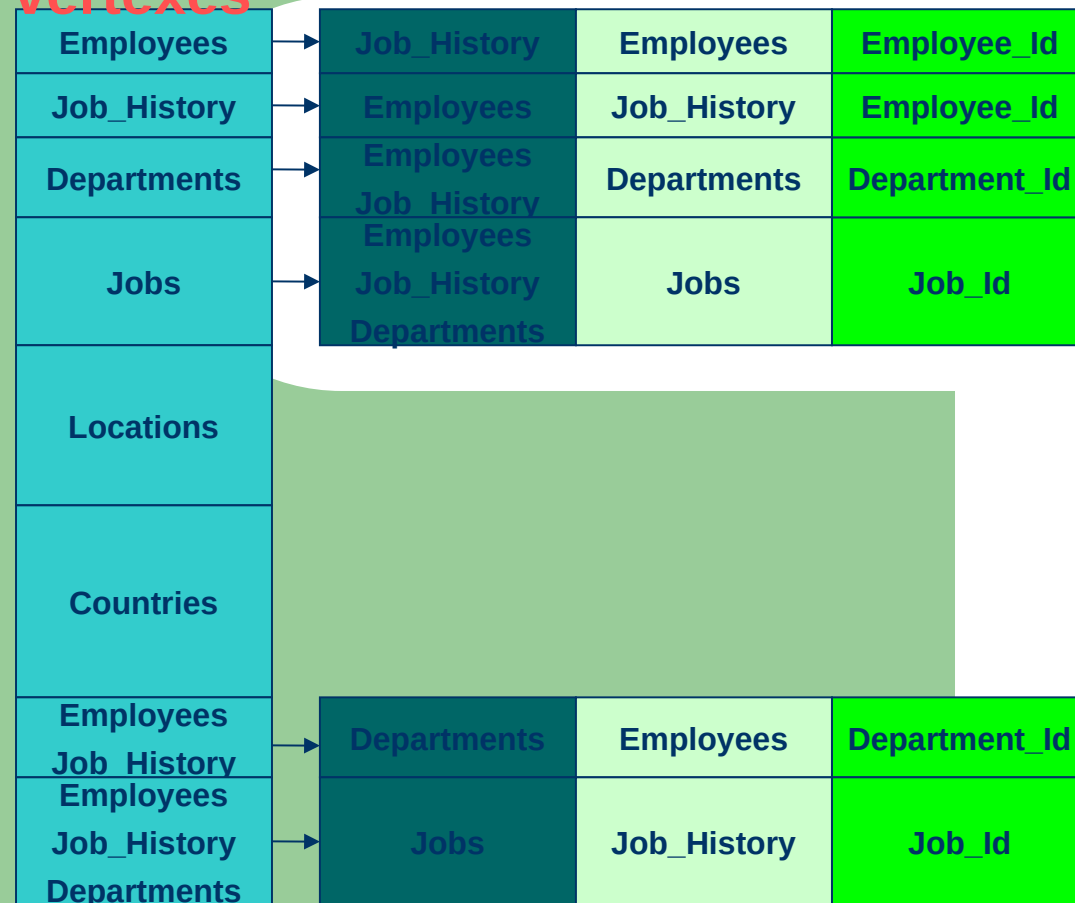 Vertexes
Employees Job_History Employees Employee_Id
Job_History Employees Job_History Employee_Id
Departments Employees Job_History Departments Department_Id
Jobs Employees Job_History Departments Jobs Job_Id
Locations
Countries
Employees Job_History Departments Employees Department_Id
Employees Job_History Departments Jobs Job_History Job_Id